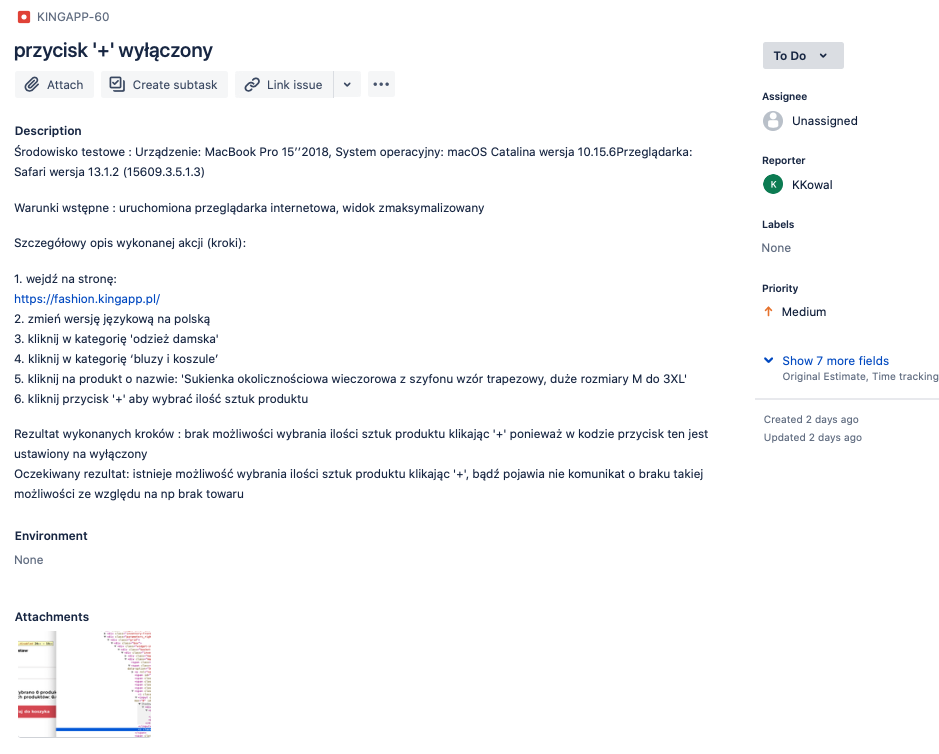 KINGAPP-60
przycisk '+' wyłączony
To Do
Attach
Create subtask
Link issue
Assignee
Unassigned
Reporter
K KKowal
Labels
None
Priority
Medium
Show 7 more fields
Original Estimate, Time tracking
Created 2 days ago
Updated 2 days ago
Description
Środowisko testowe : Urządzenie: MacBook Pro 15’’2018, System operacyjny: macOS Catalina wersja 10.15.6Przeglądarka:
Safari wersja 13.1.2 (15609.3.5.1.3)
Warunki wstępne : uruchomiona przeglądarka internetowa, widok zmaksymalizowany
Szczegółowy opis wykonanej akcji (kroki):
1. wejdź na stronę:
https://fashion.kingapp.pl/
2. zmień wersję językową na polską
3. kliknij w kategorię 'odzież damska'
4. kliknij w kategorię ‘bluzy i koszule‘
5. kliknij na produkt o nazwie: 'Sukienka okolicznościowa wieczorowa z szyfonu wzór trapezowy, duże rozmiary M do 3XL'
6. kliknij przycisk '+' aby wybrać ilość sztuk produktu
Rezultat wykonanych kroków : brak możliwości wybrania ilości sztuk produktu klikając '+' ponieważ w kodzie przycisk ten jest
ustawiony na wyłączony
Oczekiwany rezultat: istnieje możliwość wybrania ilości sztuk produktu klikając '+', bądź pojawia nie komunikat o braku takiej
możliwości ze względu na np brak towaru
Environment
None
Attachments